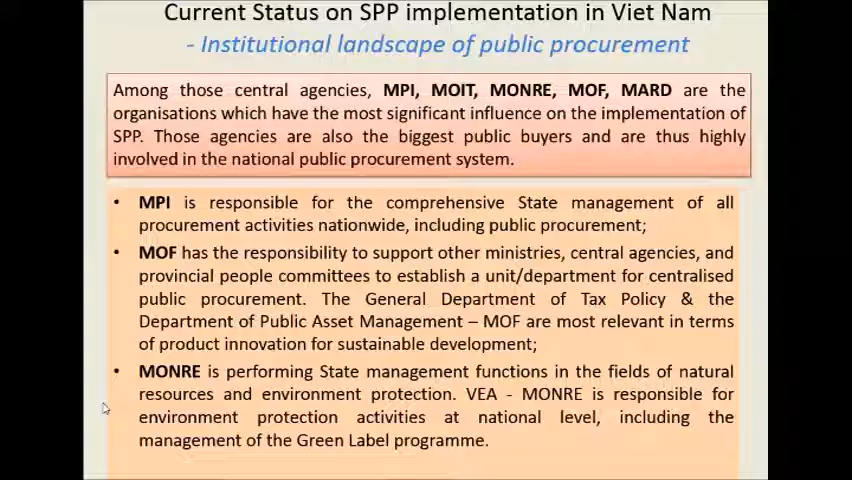 Current Status on SPP implementation in Viet Nam
- Institutional landscape of public procurement
Among those central agencies, MPI, MOIT, MONRE, MOF, MARD are the
organisations which have the most significant influence on the implementation of
SPP. Those agencies are also the biggest public buyers and are thus highly
involved in the national public procurement system.
• MPI is responsible for the comprehensive State management of all
procurement activities nationwide, including public procurement;
• MOF has the responsibility to support other ministries, central agencies, and
provincial people committees to establish a unit/department for centralised
public procurement. The General Department of Tax Policy & the
Department of Public Asset Management – MOF are most relevant in terms
of product innovation for sustainable development;
• MONRE is performing State management functions in the fields of natural
resources and environment protection. VEA - MONRE is responsible for
environment protection activities at national level, including the
management of the Green Label programme.